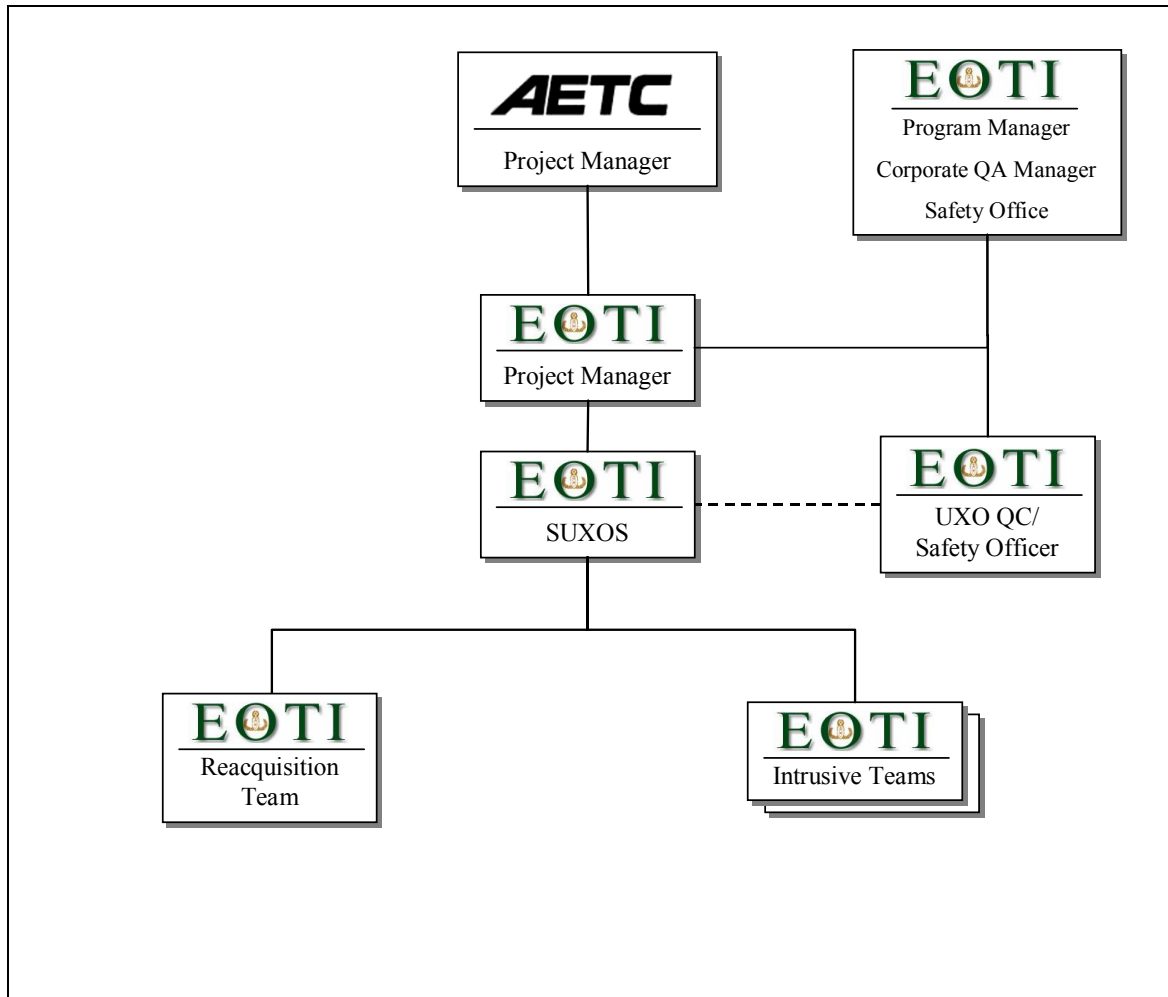 AETC
Project Manager
EOTI
Program Manager
Corporate QA Manager
Safety Office
EOTI
Project Manager
EOTI
SUXOS
EOTI
UXO QC/
Safety Officer
EOTI
Reacquisition
Team
EOTI
Intrusive Teams